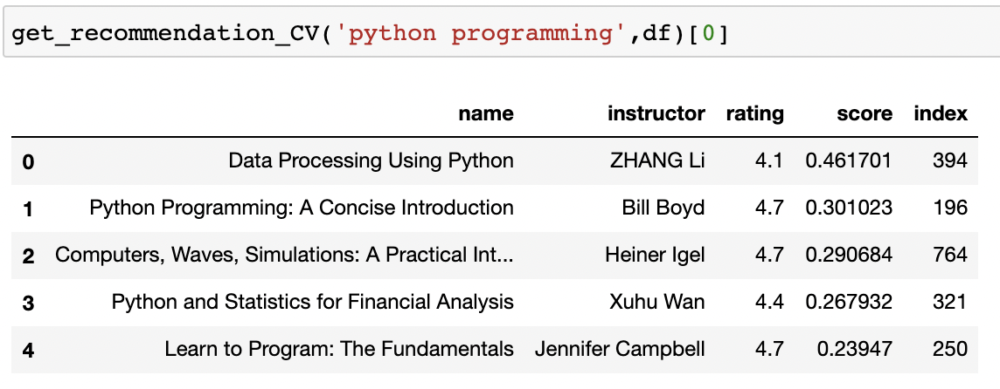 get_recommendation_CV('python programming',df)[0]
name instructor rating score index
0 Data Processing Using Python ZHANG Li 4.1 0.461701 394
1 Python Programming: A Concise Introduction Bill Boyd 4.7 0.301023 196
2 Computers, Waves, Simulations: A Practical Int... Heiner Igel 4.7 0.290684 764
3 Python and Statistics for Financial Analysis Xuhu Wan 4.4 0.267932 321
4 Learn to Program: The Fundamentals Jennifer Campbell 4.7 0.23947 250